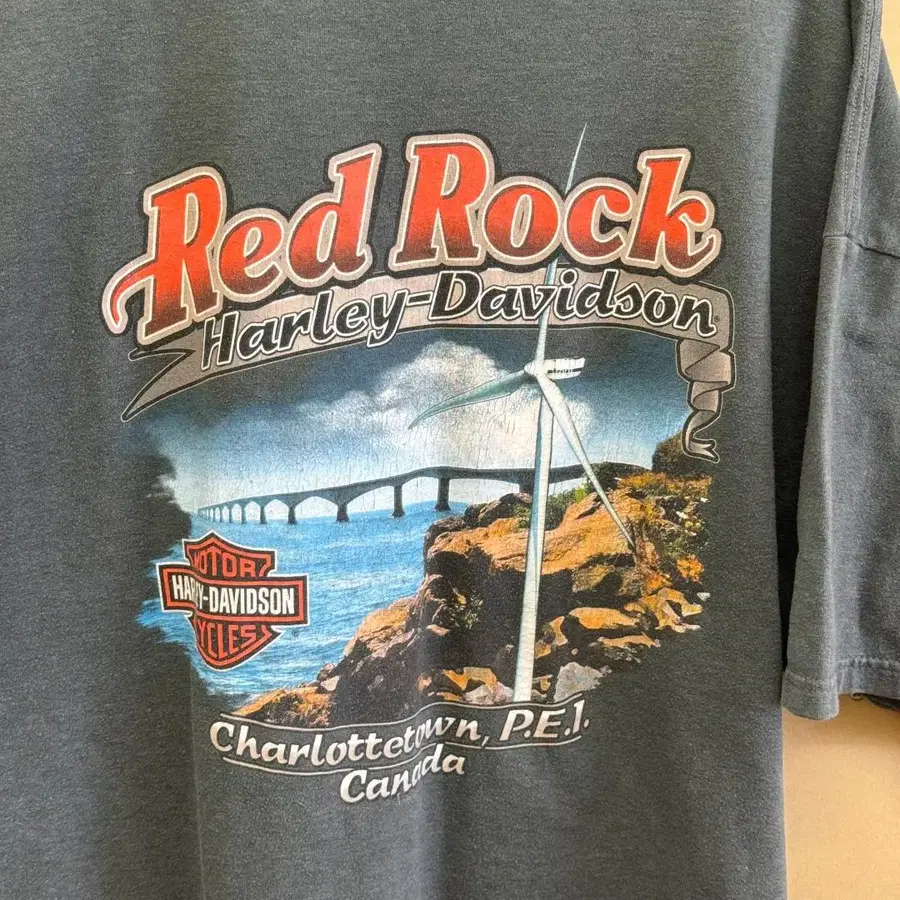 Red Rock
Harley-Davidson
MOTOR
HARLEY-DAVIDSON
CYCLES
Charlottetown, P.E.I.
Canada